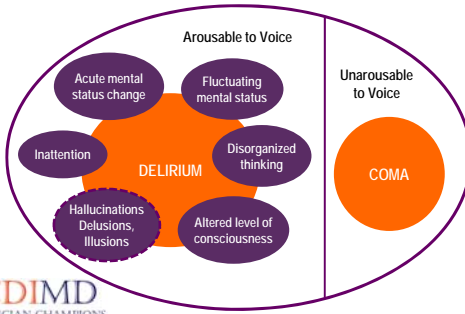 Arousable to Voice
Unarousable
to Voice
Acute mental
status change
Fluctuating
mental status
Inattention
DELIRIUM
Disorganized
thinking
COMA
Hallucinations
Delusions,
Illusions
Altered level of
consciousness
DIMD
CHAMPIONS